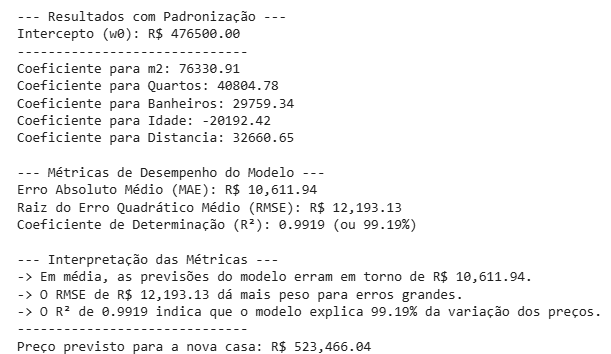 --- Resultados com Padronização ---
Intercepto (w0): R$ 476500.00
------------------------------
Coeficiente para m2: 76330.91
Coeficiente para Quartos: 40804.78
Coeficiente para Banheiros: 29759.34
Coeficiente para Idade: -20192.42
Coeficiente para Distancia: 32660.65
--- Métricas de Desempenho do Modelo ---
Erro Absoluto Médio (MAE): R$ 10,611.94
Raiz do Erro Quadrático Médio (RMSE): R$ 12,193.13
Coeficiente de Determinação (R²): 0.9919 (ou 99.19%)
--- Interpretação das Métricas ---
-> Em média, as previsões do modelo erram em torno de R$ 10,611.94.
-> O RMSE de R$ 12,193.13 dá mais peso para erros grandes.
-> O R² de 0.9919 indica que o modelo explica 99.19% da variação dos preços.
------------------------------
Preço previsto para a nova casa: R$ 523,466.04